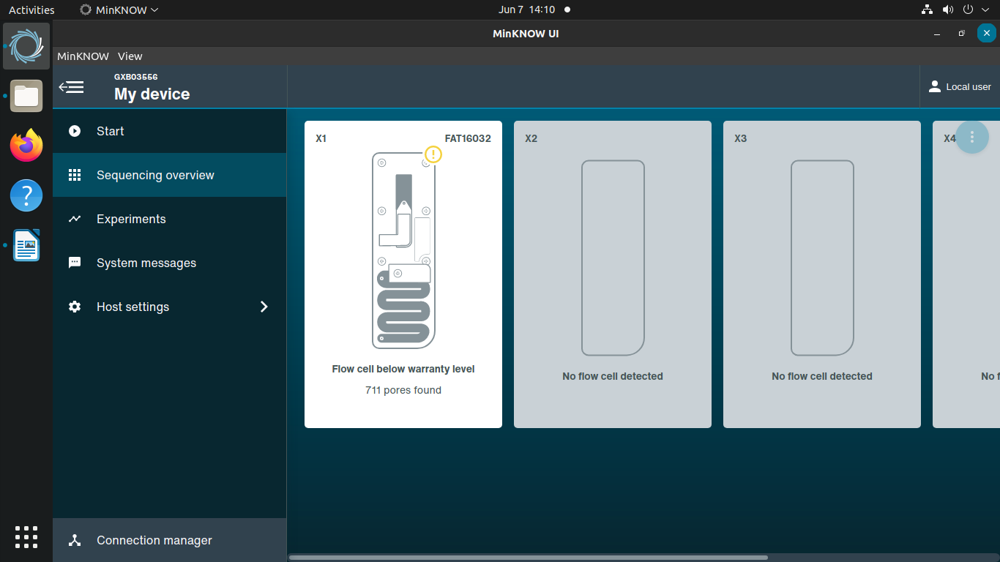 Activities
MinKNOW
Jun 7 14:10
MinKNOW UI
MinKNOW View
GXB03556
My device
Local user
Start
Sequencing overview
Experiments
System messages
Host settings
Connection manager
X1 FAT16032
Flow cell below warranty level
711 pores found
X2
No flow cell detected
X3
No flow cell detected
X4
No f